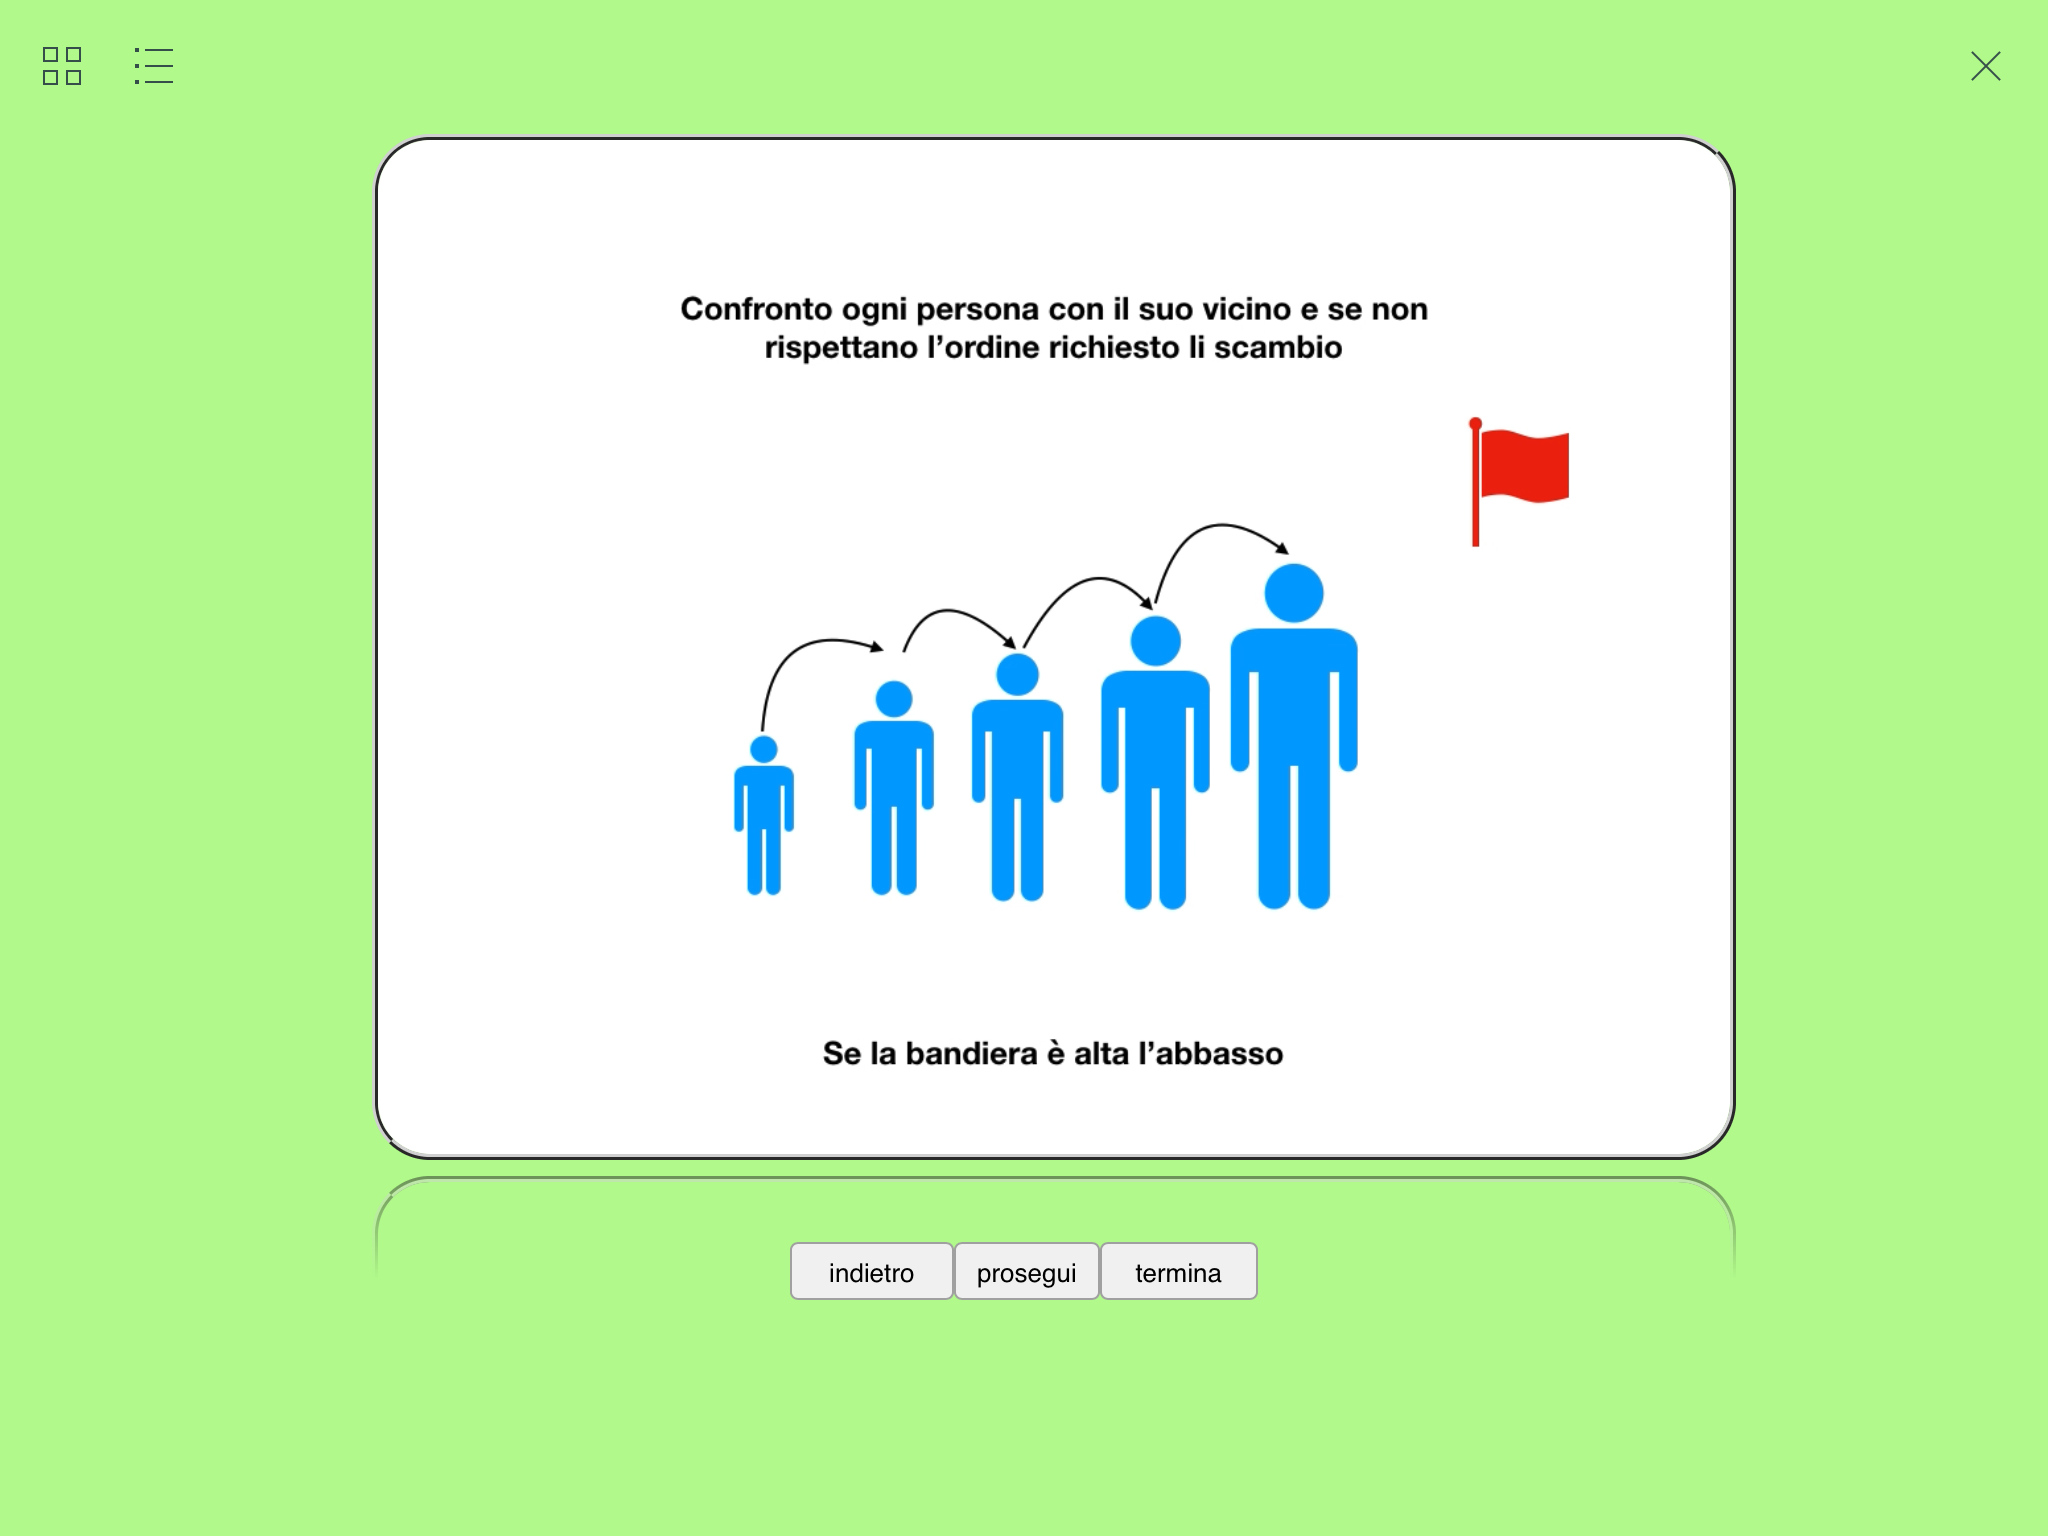 Confronto ogni persona con il suo vicino e se non
rispettano l’ordine richiesto li scambio
Se la bandiera è alta l’abbasso
indietro prosegui termina